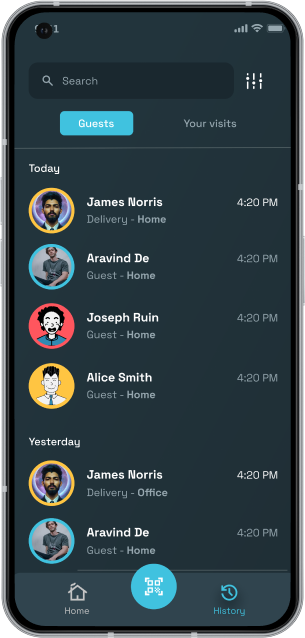 Search
Guests
Your visits
Today
James Norris
4:20 PM
Delivery - Home
Aravind De
4:20 PM
Guest - Home
Joseph Ruin
4:20 PM
Guest - Home
Alice Smith
4:20 PM
Guest - Home
Yesterday
James Norris
4:20 PM
Delivery - Office
Aravind De
4:20 PM
Guest - Home
Home
History